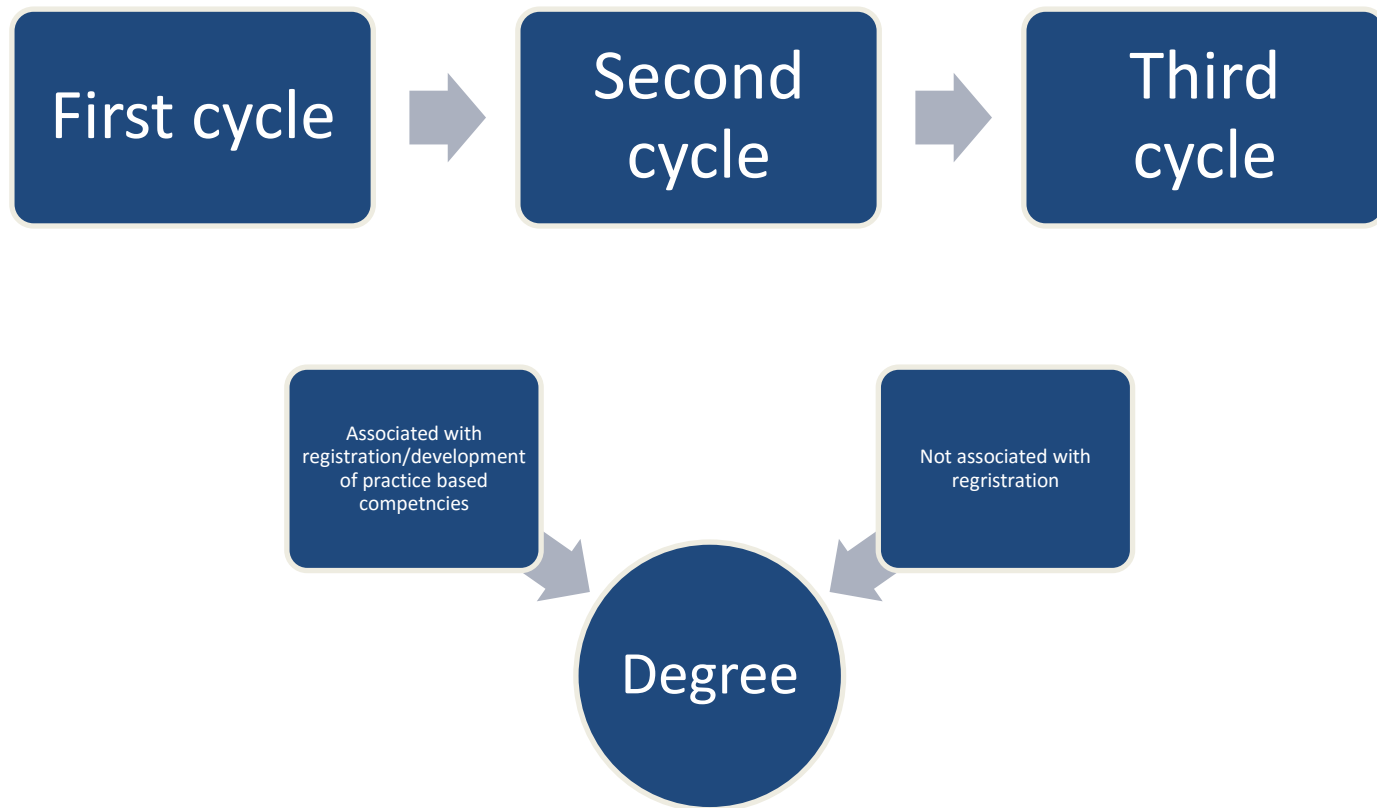 First cycle
Second
cycle
Third
cycle
Associated with
registration/development
of practice based
competncies
Not associated with
regristration
Degree